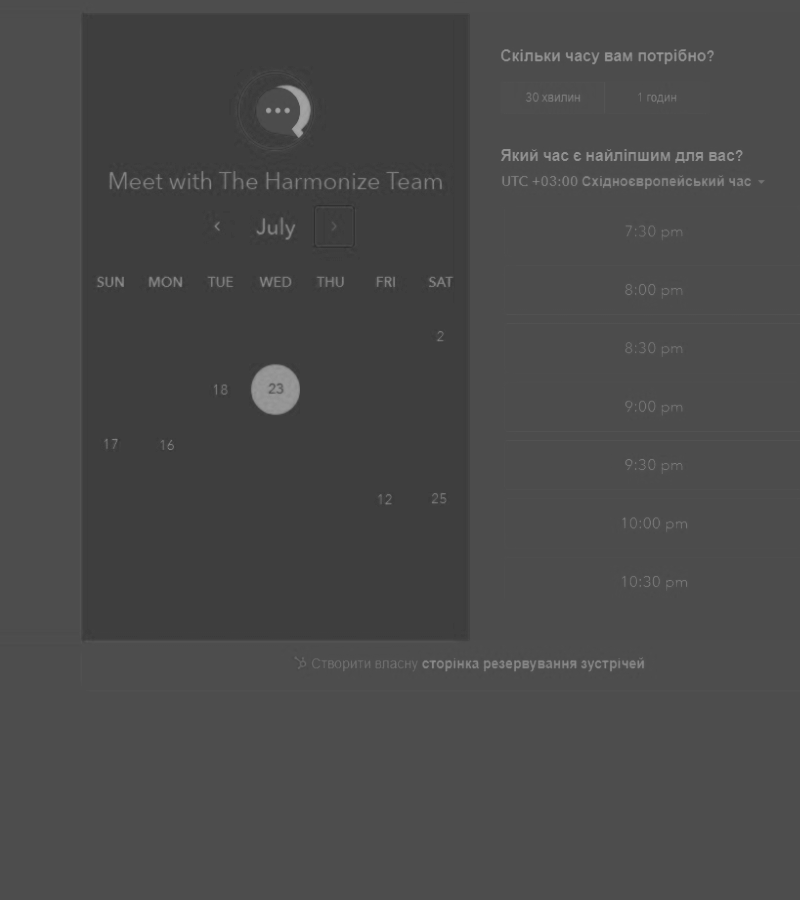 Meet with The Harmonize Team
July
SUN MON TUE WED THU FRI SAT
2
18 23
17 16
12 25
Скільки часу вам потрібно?
30 хвилин 1 годин
Який час є найліпшим для вас?
UTC +03:00 Східноєвропейський час
7:30 pm
8:00 pm
8:30 pm
9:00 pm
9:30 pm
10:00 pm
10:30 pm
Створити власну сторінка резервування зустрічей